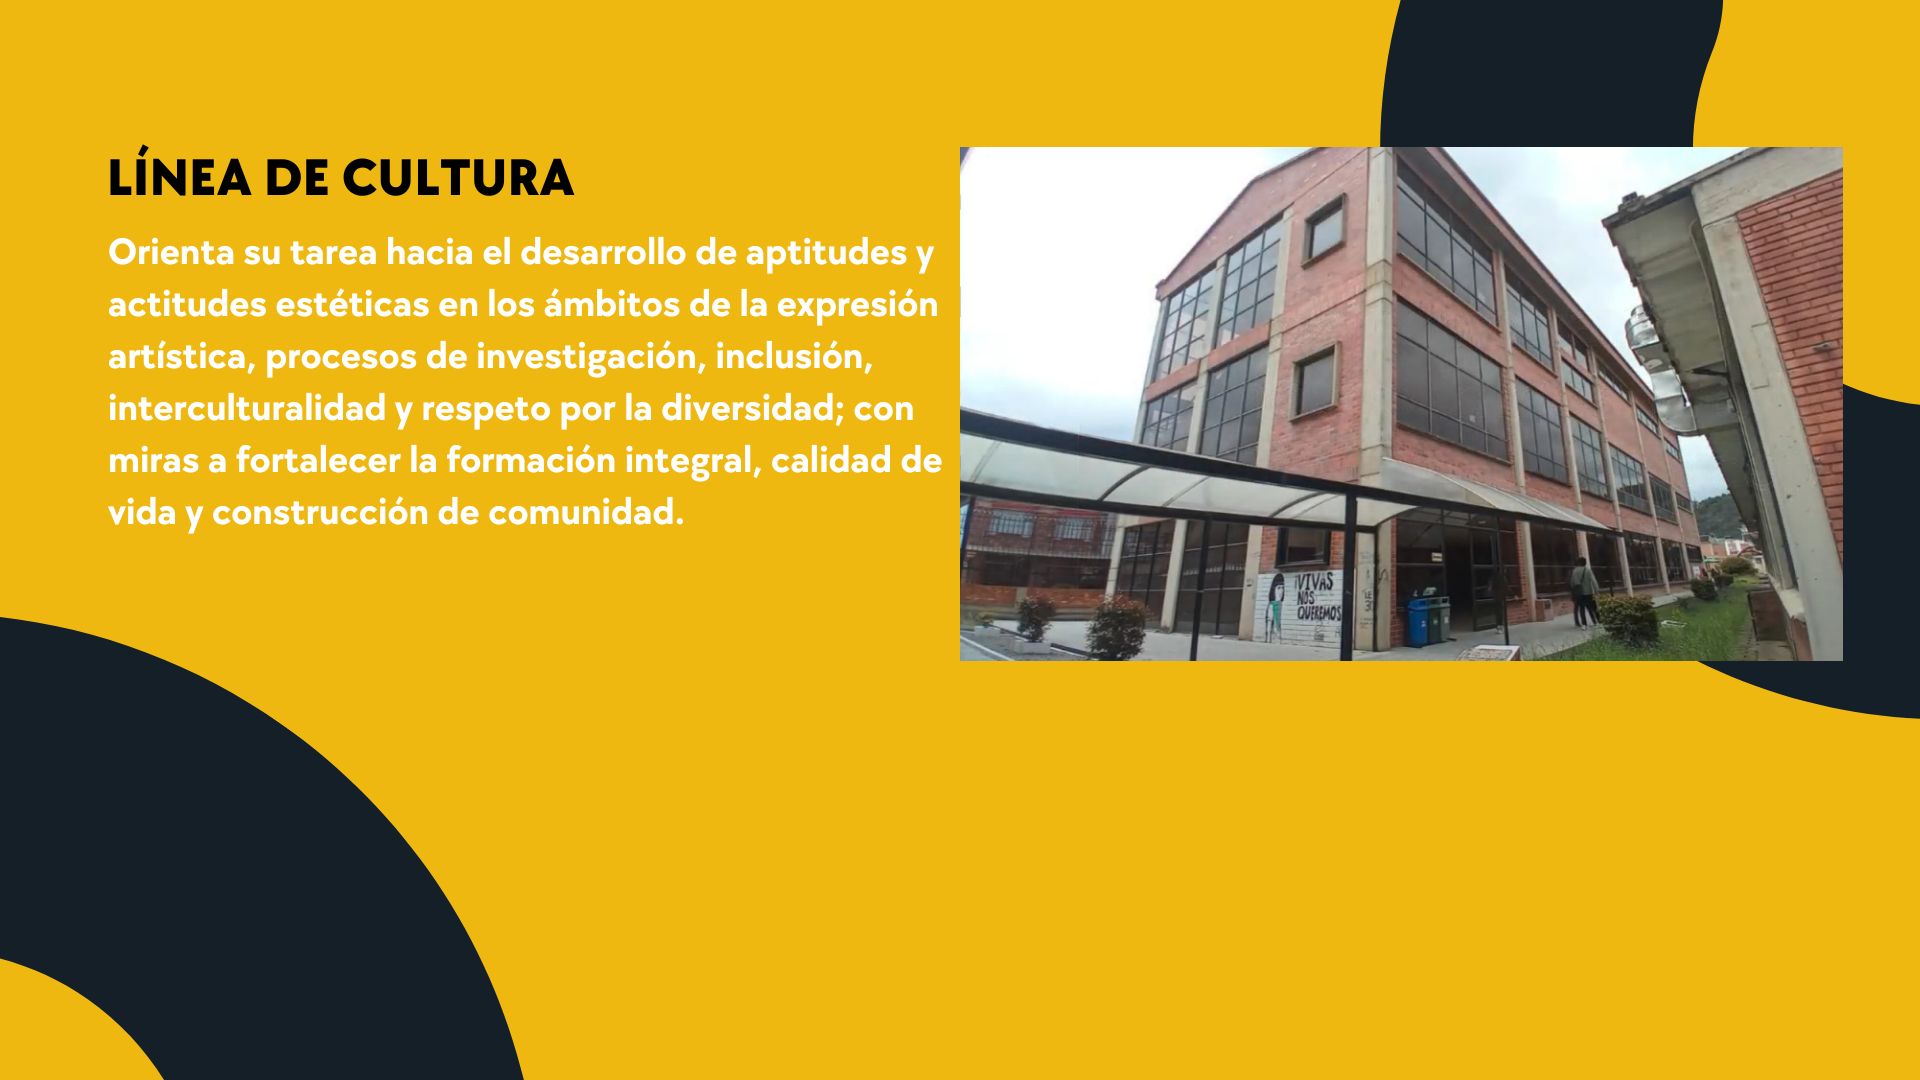 LÍNEA DE CULTURA
Orienta su tarea hacia el desarrollo de aptitudes y
actitudes estéticas en los ámbitos de la expresión
artística, procesos de investigación, inclusión,
interculturalidad y respeto por la diversidad; con
miras a fortalecer la formación integral, calidad de
vida y construcción de comunidad.
¡VIVAS
NOS
QUEREMOS